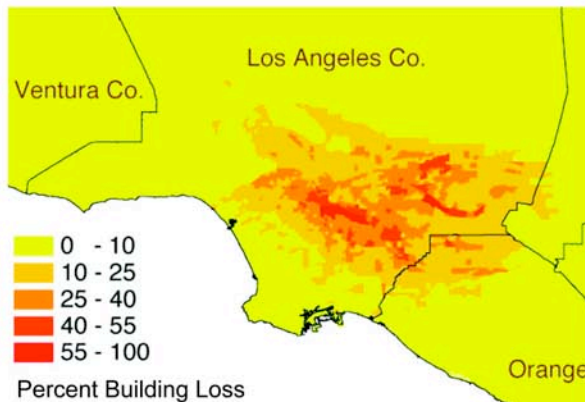 Los Angeles Co.
Ventura Co.
0 - 10
10 - 25
25 - 40
40 - 55
55 - 100
Orange
Percent Building Loss